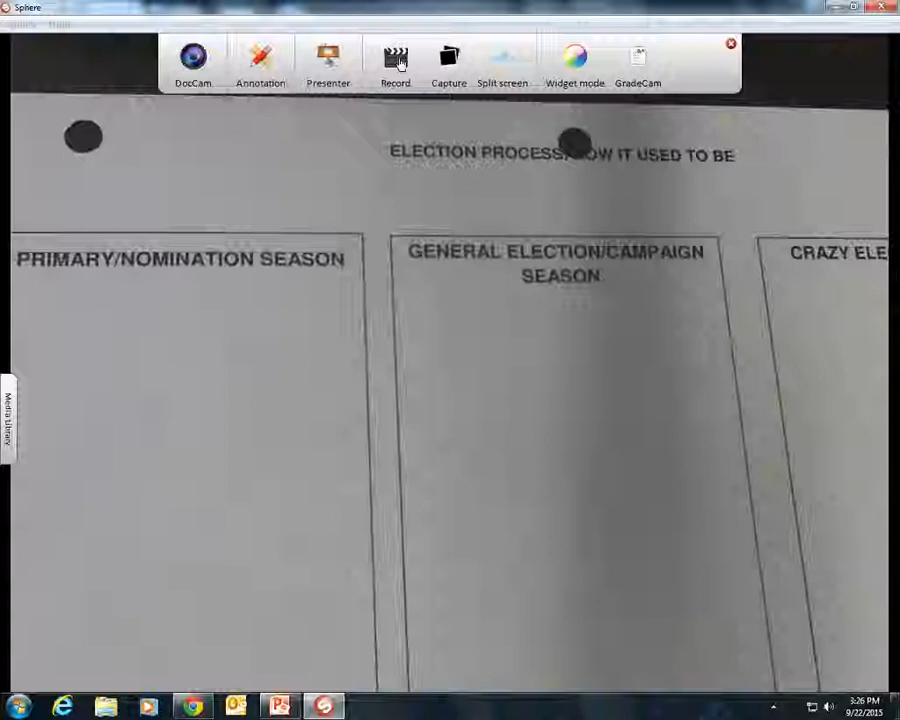 Sphere
DocCam
Annotation
Presenter
Record
Capture
Split screen
Widget mode
GradeCam
ELECTION PROCESS/ OW IT USED TO BE
PRIMARY/NOMINATION SEASON
GENERAL ELECTION/CAMPAIGN
SEASON
CRAZY ELE
Media Library
3:26 PM
9/22/2015